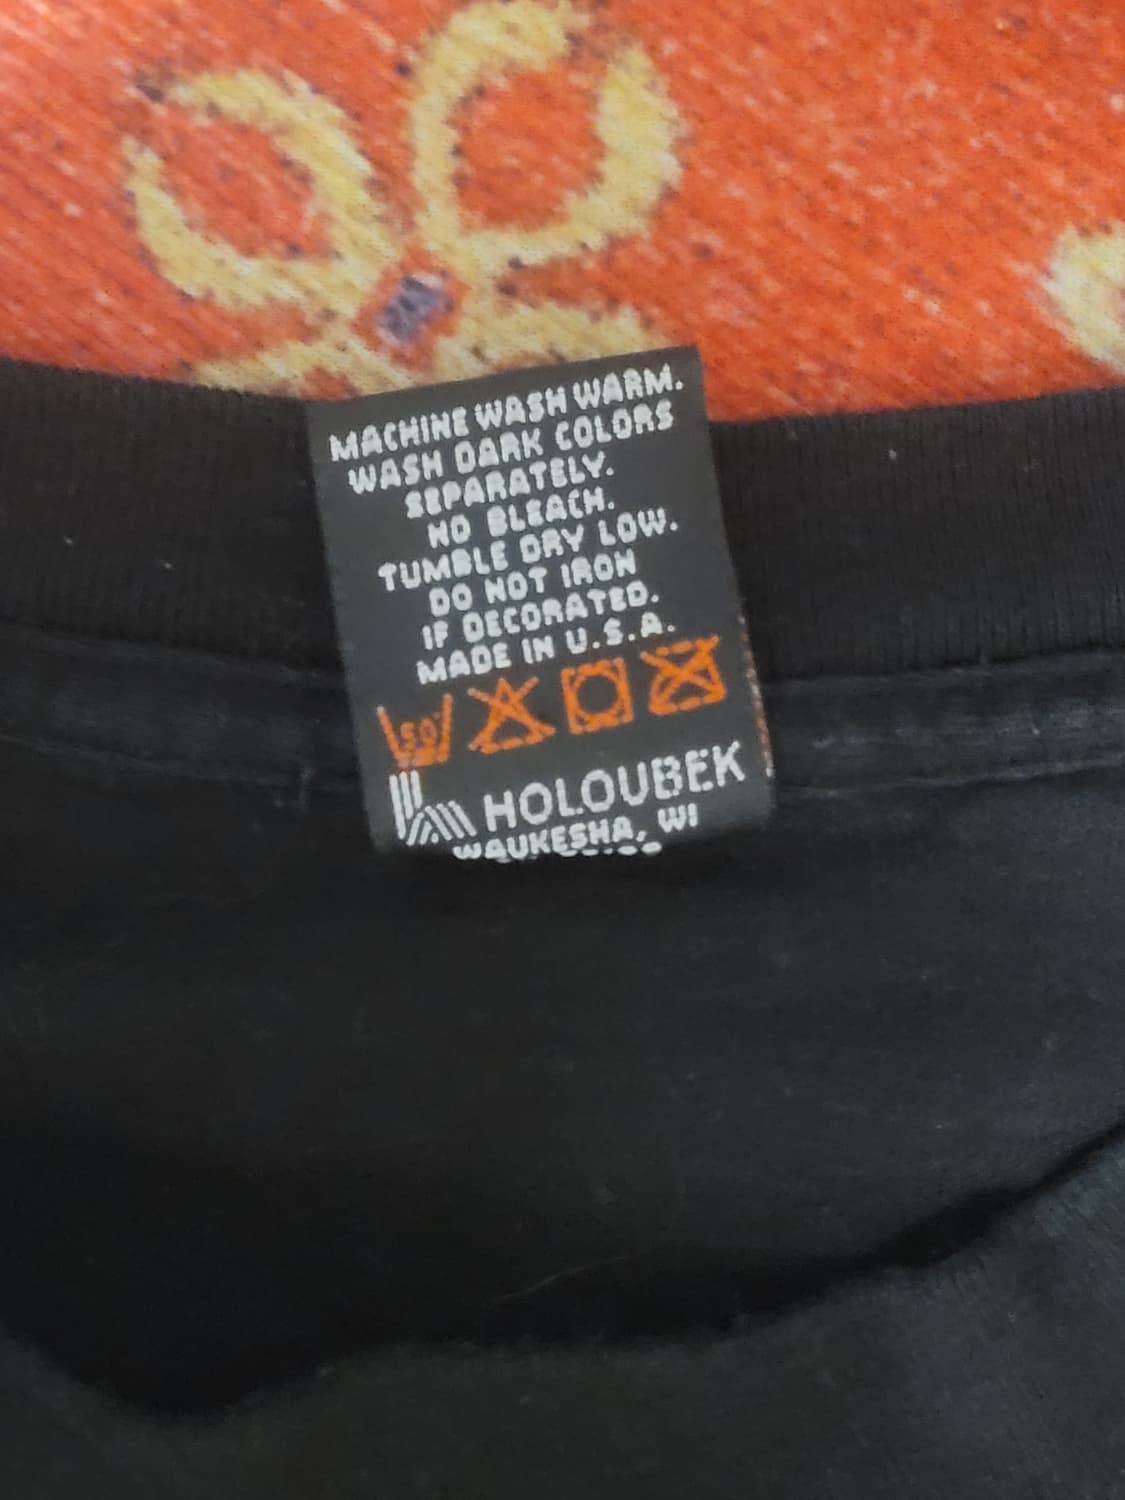 MACHINE WASH WARM.
WASH DARK COLORS
SEPARATELY.
NO BLEACH.
TUMBLE DRY LOW.
DO NOT IRON
IF DECORATED.
MADE IN U.S.A.
50°
HOLOUBEK
WAUKESHA, WI